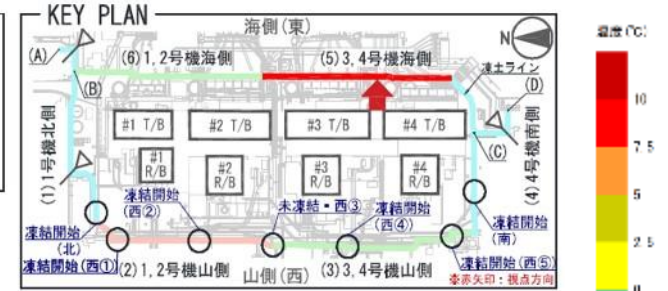 KEY PLAN
海側(東)
N
温度(℃)
(A)
(6)1,2号機海側
(5)3,4号機海側
凍土ライン
(B)
(D)
10
#1 T/B
#2 T/B
#3 T/B
#4 T/B
(1)1号機北側
(C)
(4)4号機南側
7.5
#1
R/B
#2
R/B
#3
R/B
#4
R/B
5
凍結開始
(西②)
未凍結・西③
凍結開始
(西④)
凍結開始
(北)
凍結開始
(南)
2.5
凍結開始(西①)
(2)1,2号機山側
山側(西)
(3)3,4号機山側
凍結開始(西⑤)
※赤矢印:視点方向
0